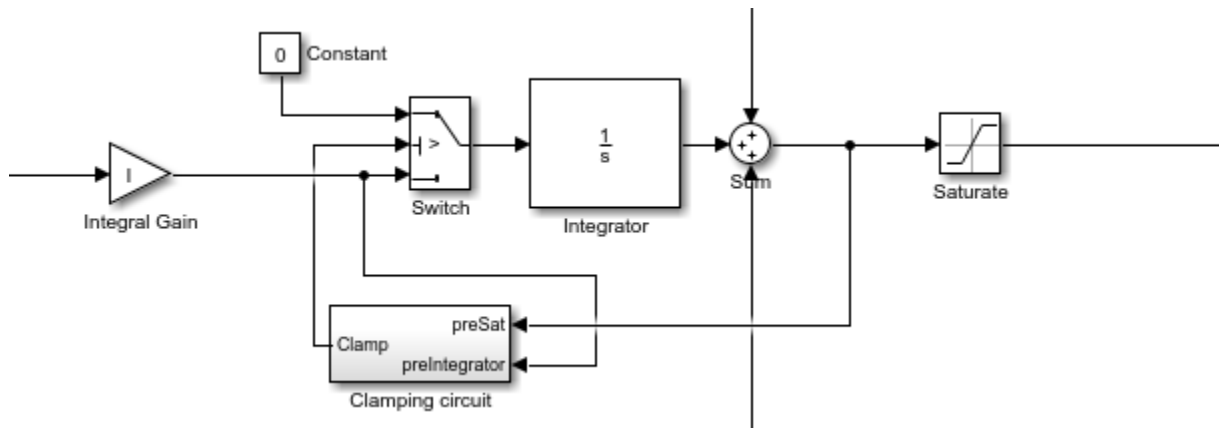 0
Constant
>
Switch
I
Integral Gain
1
s
Integrator
+
+
+
Sum
Saturate
preSat
Clamp
preIntegrator
Clamping circuit